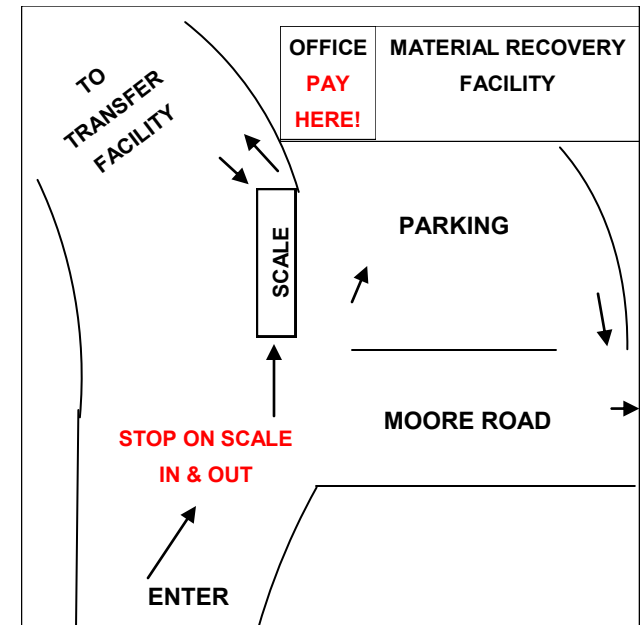 OFFICE
PAY
HERE!
MATERIAL RECOVERY
FACILITY
TO
TRANSFER
FACILITY
SCALE
PARKING
MOORE ROAD
STOP ON SCALE
IN & OUT
ENTER